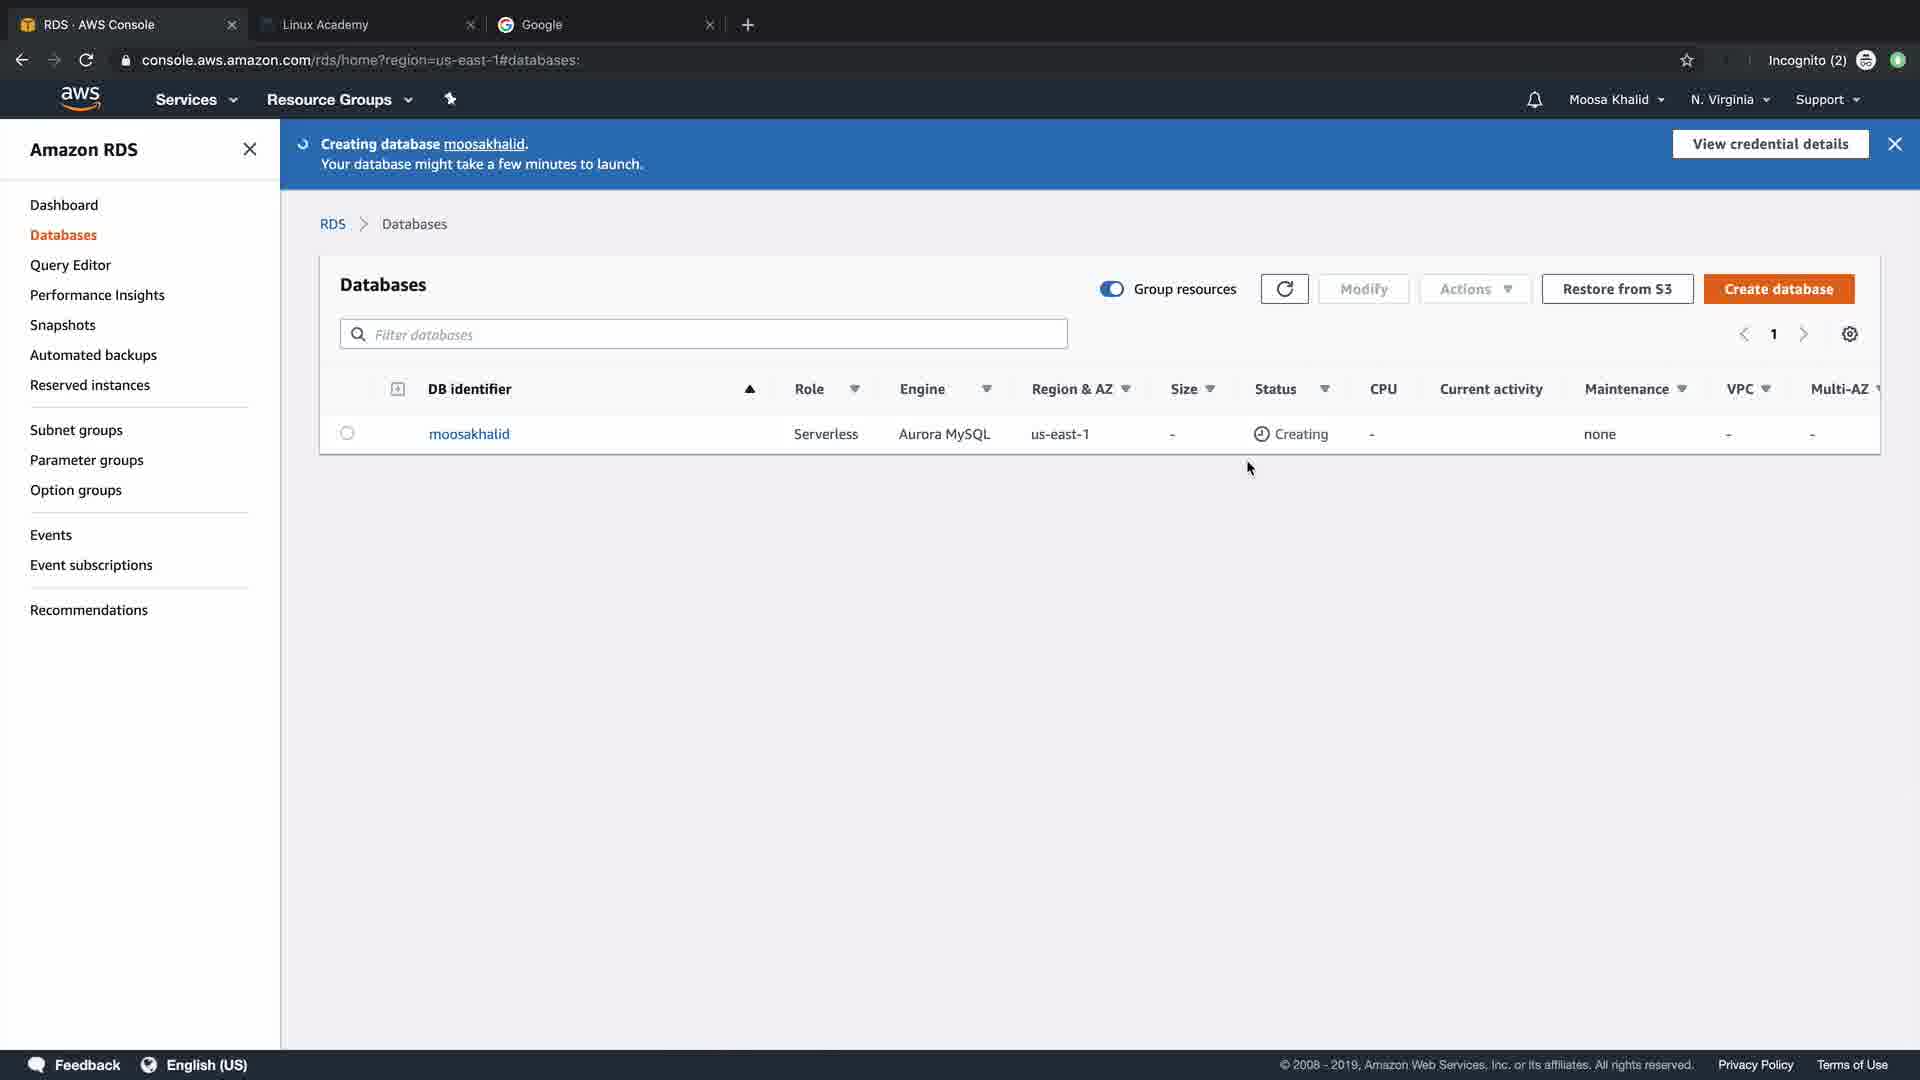 RDS · AWS Console
Linux Academy
Google
console.aws.amazon.com/rds/home?region=us-east-1#databases:
Incognito (2)
aws
Services
Resource Groups
Moosa Khalid
N. Virginia
Support
Amazon RDS
Creating database moosakhalid.
Your database might take a few minutes to launch.
View credential details
Dashboard
Databases
Query Editor
Performance Insights
Snapshots
Automated backups
Reserved instances
Subnet groups
Parameter groups
Option groups
Events
Event subscriptions
Recommendations
RDS > Databases
Databases
Group resources
Modify
Actions
Restore from S3
Create database
Filter databases
1
DB identifier Role Engine Region & AZ Size Status CPU Current activity Maintenance VPC Multi-AZ
moosakhalid Serverless Aurora MySQL us-east-1 - Creating - none - -
Feedback
English (US)
© 2008 - 2019, Amazon Web Services, Inc. or its affiliates. All rights reserved.
Privacy Policy
Terms of Use